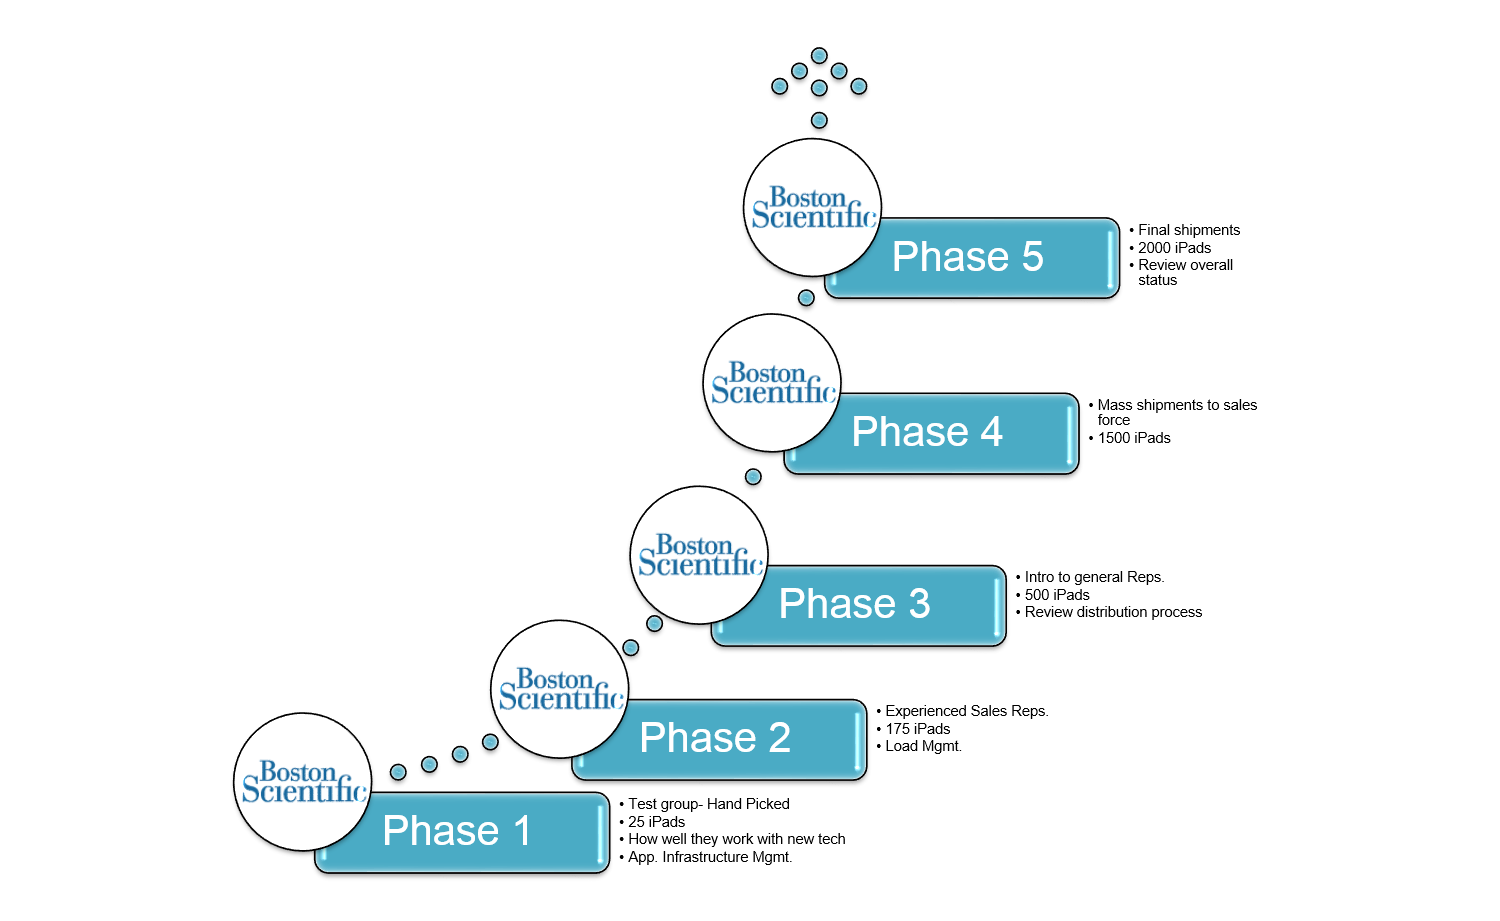 Boston
Scientific
Phase 5
• Final shipments
• 2000 iPads
• Review overall
status
Boston
Scientific
Phase 4
• Mass shipments to sales
force
• 1500 iPads
Boston
Scientific
Phase 3
• Intro to general Reps.
• 500 iPads
• Review distribution process
Boston
Scientific
Phase 2
• Experienced Sales Reps.
• 175 iPads
• Load Mgmt.
Boston
Scientific
Phase 1
• Test group- Hand Picked
• 25 iPads
• How well they work with new tech
• App. Infrastructure Mgmt.